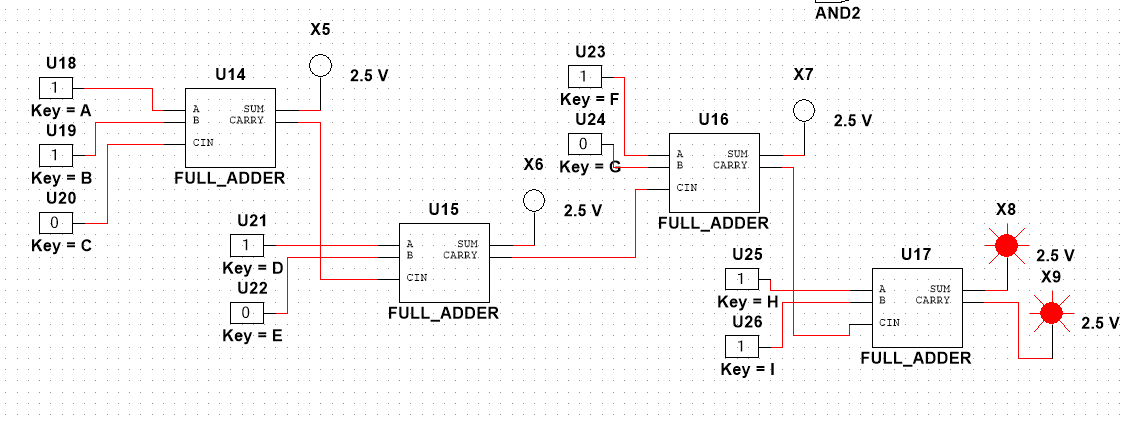 AND2
X5
2.5 V
U18
1
Key = A
U19
1
Key = B
U20
0
Key = C
U14
A
B
CIN
SUM
CARRY
FULL_ADDER
X6
2.5 V
U21
1
Key = D
U22
0
Key = E
U15
A
B
CIN
SUM
CARRY
FULL_ADDER
U23
1
Key = F
U24
0
Key = G
X7
2.5 V
U16
A
B
CIN
SUM
CARRY
FULL_ADDER
U25
1
Key = H
U26
1
Key = I
U17
A
B
CIN
SUM
CARRY
FULL_ADDER
X8
2.5 V
X9
2.5 V